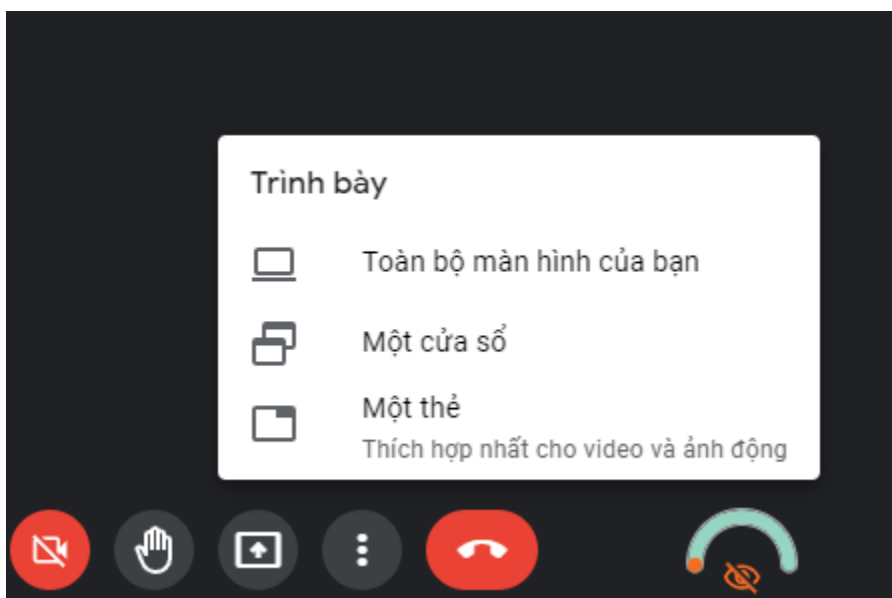 Trình bày
Toàn bộ màn hình của bạn
Một cửa sổ
Một thẻ
Thích hợp nhất cho video và ảnh động